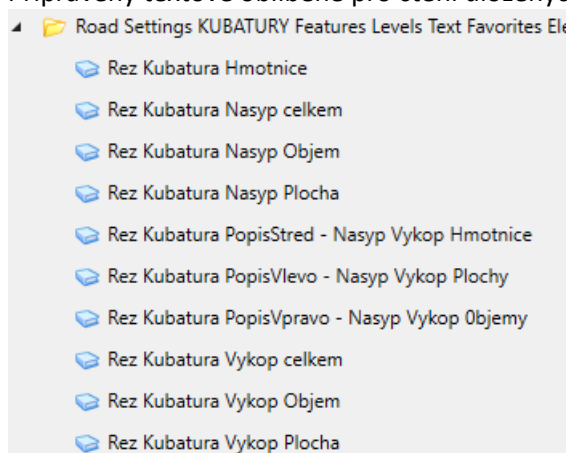 Road Settings KUBATURY Features Levels Text Favorites Ele
Rez Kubatura Hmotnice
Rez Kubatura Nasyp celkem
Rez Kubatura Nasyp Objem
Rez Kubatura Nasyp Plocha
Rez Kubatura PopisStred - Nasyp Vykop Hmotnice
Rez Kubatura PopisVlevo - Nasyp Vykop Plochy
Rez Kubatura PopisVpravo - Nasyp Vykop 0bjemy
Rez Kubatura Vykop celkem
Rez Kubatura Vykop Objem
Rez Kubatura Vykop Plocha